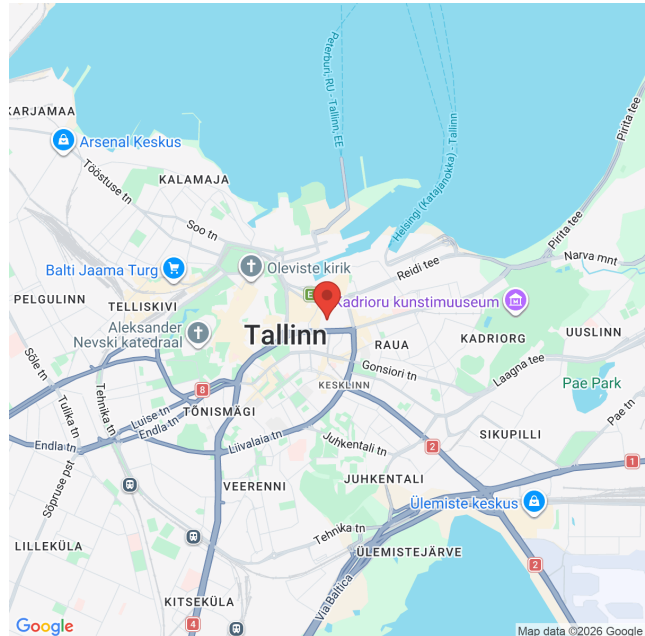 KARJAMAA
Arsenal Keskus
Tööstuse tn
KALAMAJA
Soo tn
Peterburi, RU - Tallinn, EE
Helsingi (Katajanokka) - Tallinn
Pirita tee
Pirita tee
Narva mnt
Balti Jaama Turg
Oleviste kirik
Reidi tee
PELGULINN
TELLISKIVI
E
Kadrioru kunstimuuseum
Aleksander
Nevski katedraal
Tallinn
RAUA
KADRIORG
UUSLINN
Sõle tn
Tulika tn
Tehnika tn
Gonsiori tn
Laagna tee
Pae Park
KESKLINN
8
Luise tn
TÕNISMÄGI
Endla tn
Endla tn
Liivalaia tn
Juhkentali tn
2
SIKUPILLI
Pae tn
1
Sõpruse pst
VEERENNI
JUHKENTALI
Ülemiste keskus
LILLEKÜLA
Tehnika tn
ÜLEMISTEJÄRVE
2
Via Baltica
KITSEKÜLA
4
Google
Map data ©2026 Google